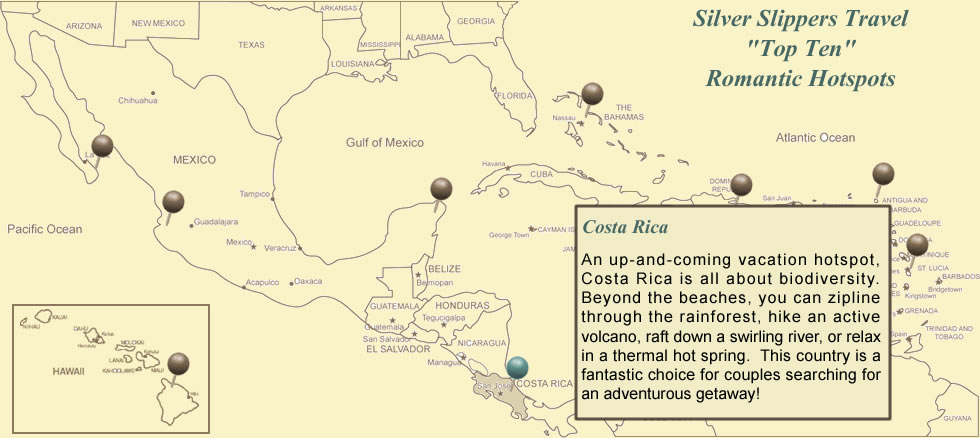 Silver Slippers Travel
"Top Ten"
Romantic Hotspots
ARIZONA
NEW MEXICO
TEXAS
ARKANSAS
MISSISSIPPI
ALABAMA
GEORGIA
LOUISIANA
FLORIDA
Chihuahua
MEXICO
Gulf of Mexico
Nassau
THE
BAHAMAS
Atlantic Ocean
La
Havana
CUBA
Tampico
Guadalajara
Pacific Ocean
Mexico
Veracruz
San Juan
ANTIGUA AND
GUADELOUPE
George Town
CAYMAN
ST. LUCIA
BARBADOS
Bridgetown
Kingstown
GRENADA
TRINIDAD AND
TOBAGO
GUYANA
Acapulco
Oaxaca
BELIZE
Belmopan
GUATEMALA
Guatemala
HONDURAS
Tegucigalpa
San Salvador
EL SALVADOR
NICARAGUA
Managua
San Jose
COSTA RICA
Costa Rica
An up-and-coming vacation hotspot,
Costa Rica is all about biodiversity.
Beyond the beaches, you can zipline
through the rainforest, hike an active
volcano, raft down a swirling river, or relax
in a thermal hot spring. This country is a
fantastic choice for couples searching for
an adventurous getaway!
KAUAI
NIIHAU
OAHU
Honolulu
MOLOKAI
LANAI
KAHOOLAWE
MAUI
HAWAII
Hilo